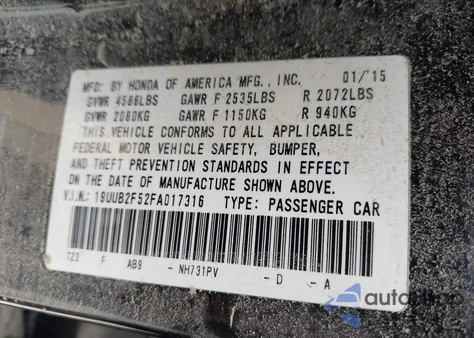 MFD. BY HONDA OF AMERICA MFG., INC. 01/15
GVWR 4586LBS GAWR F 2535LBS R 2072LBS
GVWR 2080KG GAWR F 1150KG R 940KG
THIS VEHICLE CONFORMS TO ALL APPLICABLE
FEDERAL MOTOR VEHICLE SAFETY, BUMPER,
AND THEFT PREVENTION STANDARDS IN EFFECT
ON THE DATE OF MANUFACTURE SHOWN ABOVE.
V.I.N.: 19UUB2F52FA017316 TYPE: PASSENGER CAR
TZ3 F AB9 - NH731PV - D - A